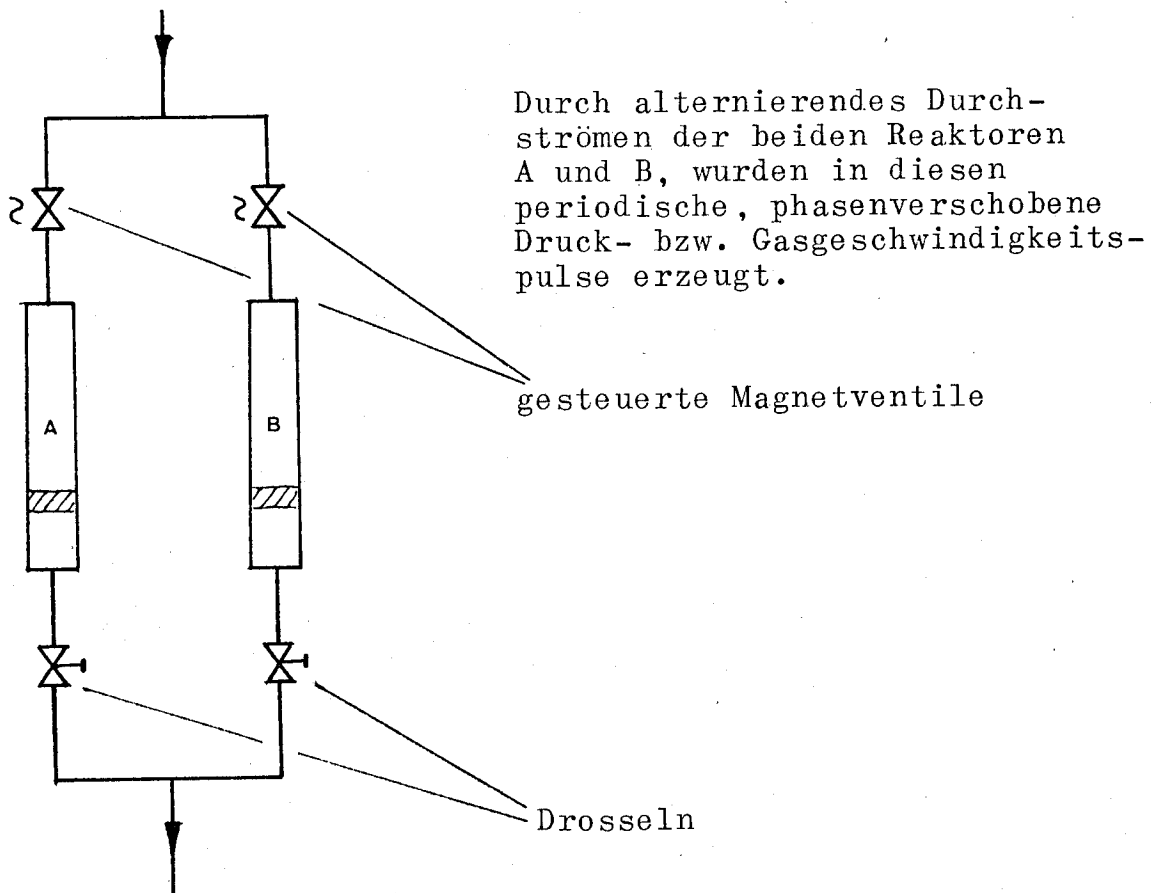 Durch alternierendes Durch-
strömen der beiden Reaktoren
A und B, wurden in diesen
periodische, phasenverschobene
Druck- bzw. Gasgeschwindigkeits-
pulse erzeugt.
gesteuerte Magnetventile
A
B
Drosseln